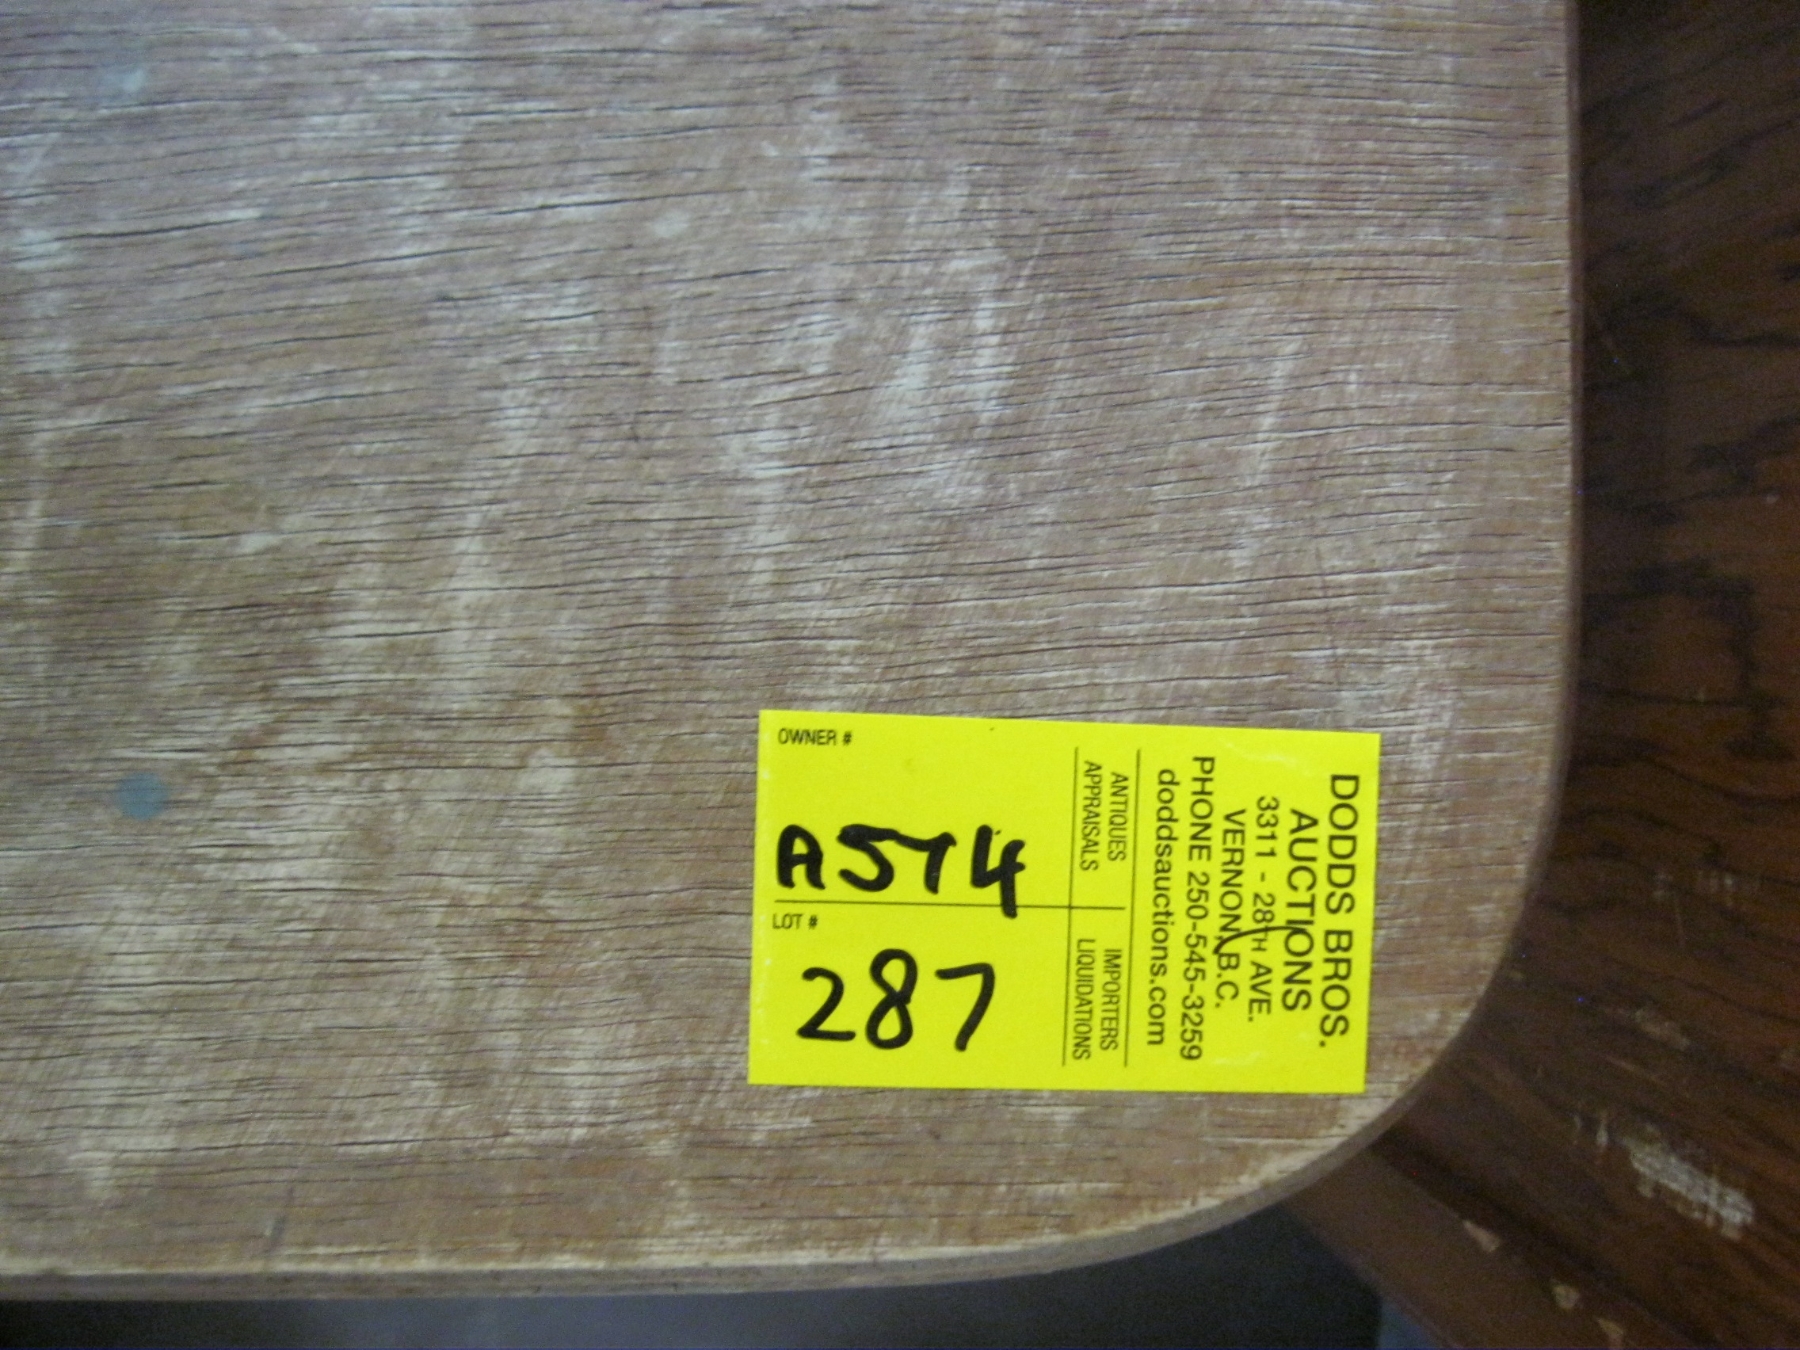 DODDS BROS.
AUCTIONS
3311 - 28TH AVE.
VERNON, B.C.
PHONE 250-545-3259
doddsauctions.com
ANTIQUES
APPRAISALS
IMPORTERS
LIQUIDATIONS
OWNER #
A574
LOT #
287